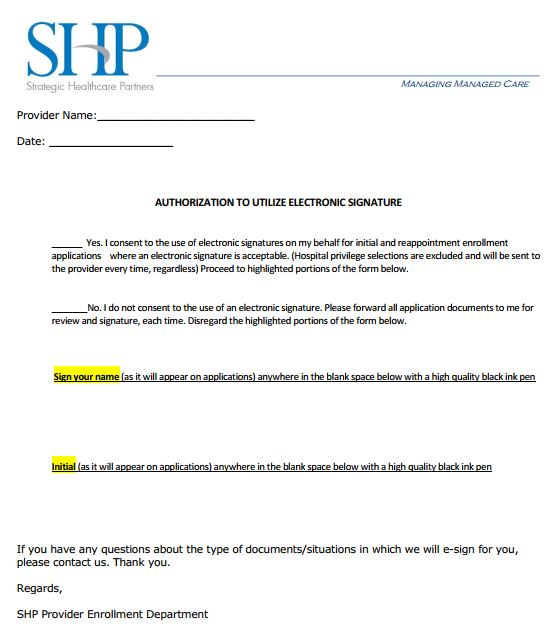 SHP
Strategic Healthcare Partners
MANAGING MANAGED CARE
Provider Name:________________________
Date: ___________________
AUTHORIZATION TO UTILIZE ELECTRONIC SIGNATURE
______ Yes. I consent to the use of electronic signatures on my behalf for initial and reappointment enrollment
applications   where an electronic signature is acceptable. (Hospital privilege selections are excluded and will be sent to
the provider every time, regardless) Proceed to highlighted portions of the form below.
_______No. I do not consent to the use of an electronic signature. Please forward all application documents to me for
review and signature, each time. Disregard the highlighted portions of the form below.
Sign your name (as it will appear on applications) anywhere in the blank space below with a high quality black ink pen
Initial (as it will appear on applications) anywhere in the blank space below with a high quality black ink pen
If you have any questions about the type of documents/situations in which we will e-sign for you,
please contact us. Thank you.
Regards,
SHP Provider Enrollment Department